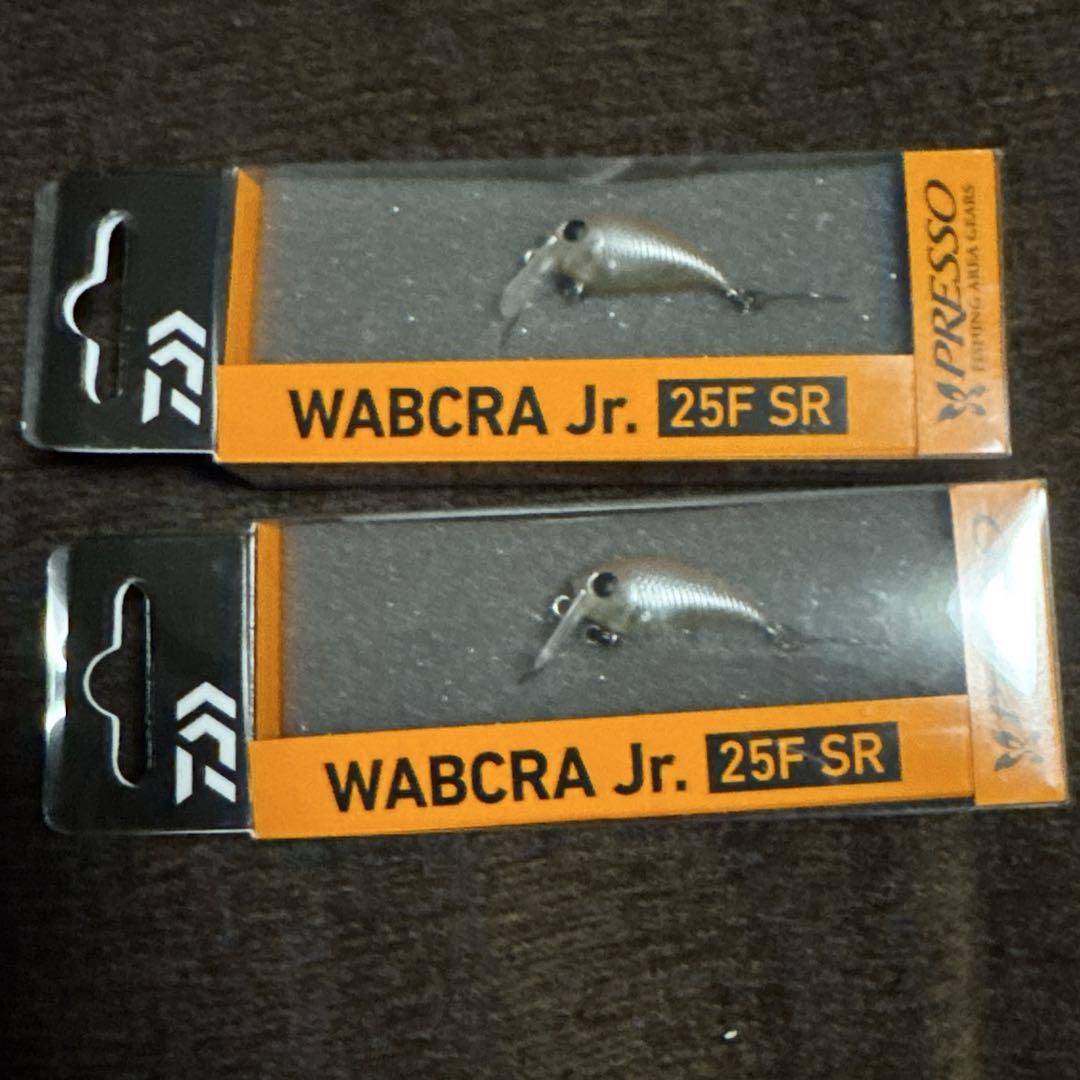 PRESSO
FISHING AREA GEARS
WABCRA Jr. 25F SR
WABCRA Jr. 25F SR